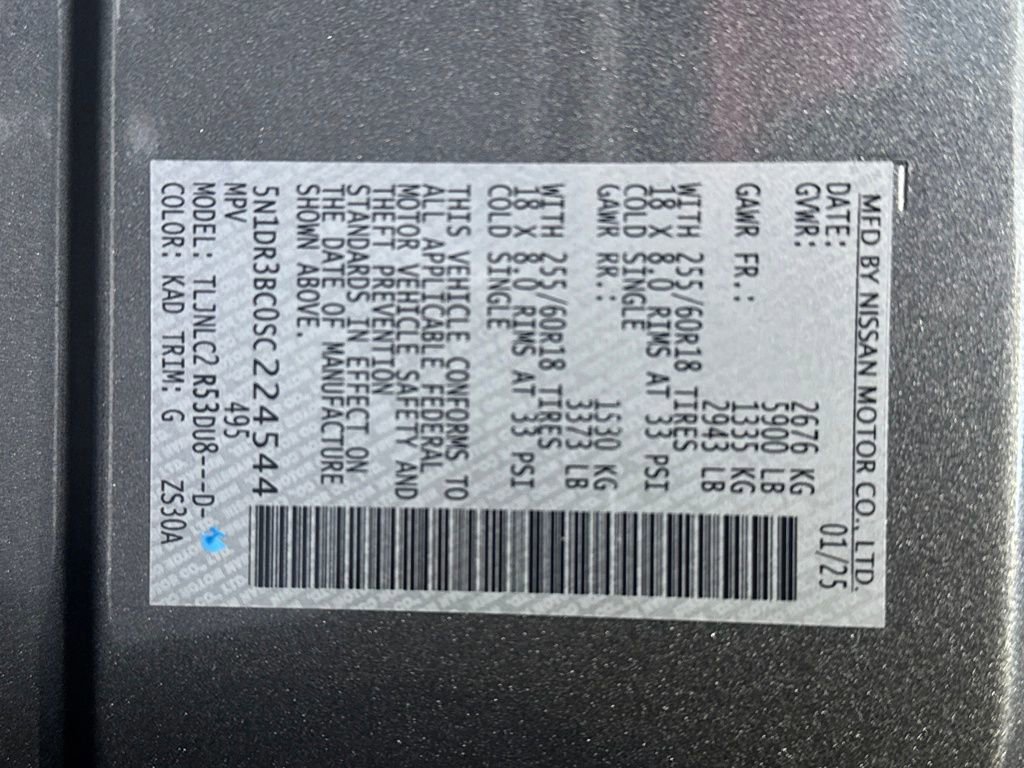 MFD BY NISSAN MOTOR CO., LTD.
DATE: 01/25
GVWR: 2676 KG
5900 LB
GAWR FR.: 1335 KG
2943 LB
WITH 255/60R18 TIRES
18 X 8.0 RIMS AT 33 PSI
COLD SINGLE
GAWR RR.: 1530 KG
3373 LB
WITH 255/60R18 TIRES
18 X 8.0 RIMS AT 33 PSI
COLD SINGLE
THIS VEHICLE CONFORMS TO
ALL APPLICABLE FEDERAL
MOTOR VEHICLE SAFETY AND
THEFT PREVENTION
STANDARDS IN EFFECT ON
THE DATE OF MANUFACTURE
SHOWN ABOVE.
5N1DR3BC0SC224544
MPV 495
MODEL: TLJNLC2 R53DU8---D-
COLOR: KAD TRIM: G ZS30A